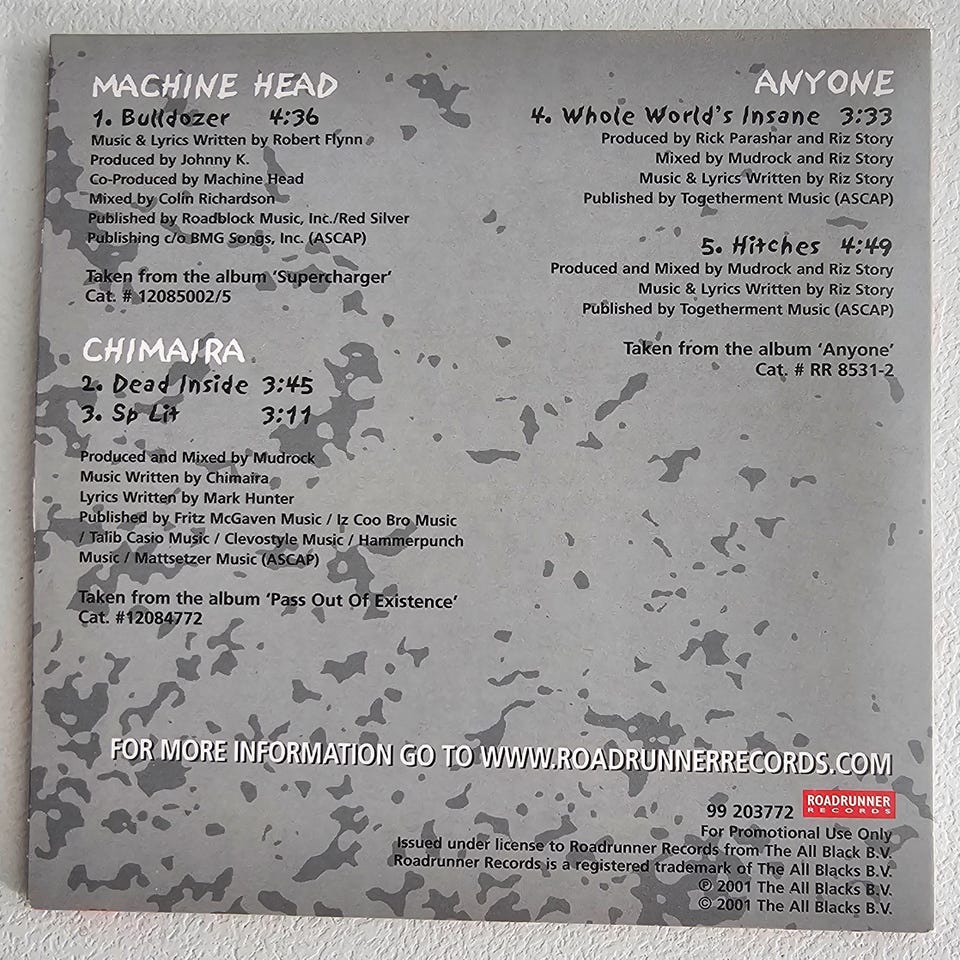 MACHINE HEAD
1. Bulldozer 4:36
Music & Lyrics Written by Robert Flynn
Produced by Johnny K.
Co-Produced by Machine Head
Mixed by Colin Richardson
Published by Roadblock Music, Inc./Red Silver
Publishing c/o BMG Songs, Inc. (ASCAP)
Taken from the album 'Supercharger'
Cat. # 12085002/5
CHIMAIRA
2. Dead Inside 3:45
3. Sp Lit 3:11
Produced and Mixed by Mudrock
Music Written by Chimaira
Lyrics Written by Mark Hunter
Published by Fritz McGaven Music / Iz Coo Bro Music
/ Talib Casio Music / Clevostyle Music / Hammerpunch
Music / Mattsetzer Music (ASCAP)
Taken from the album 'Pass Out Of Existence'
Cat. #12084772
ANYONE
4. Whole World's Insane 3:33
Produced by Rick Parashar and Riz Story
Mixed by Mudrock and Riz Story
Music & Lyrics Written by Riz Story
Published by Togetherment Music (ASCAP)
5. Hitches 4:49
Produced and Mixed by Mudrock and Riz Story
Music & Lyrics Written by Riz Story
Published by Togetherment Music (ASCAP)
Taken from the album 'Anyone'
Cat. # RR 8531-2
FOR MORE INFORMATION GO TO WWW.ROADRUNNERRECORDS.COM
99 203772
ROADRUNNER
RECORDS
For Promotional Use Only
Issued under license to Roadrunner Records from The All Black B.V.
Roadrunner Records is a registered trademark of The All Blacks B.V.
℗ 2001 The All Blacks B.V.
© 2001 The All Blacks B.V.